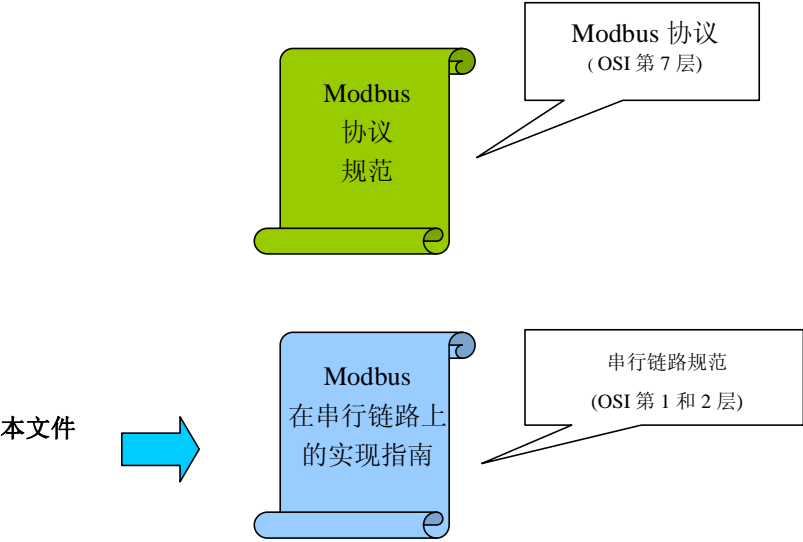 Modbus
协议
规范
Modbus 协议
( OSI 第 7 层)
本文件
Modbus
在串行链路上
的实现指南
串行链路规范
(OSI 第 1 和 2 层)